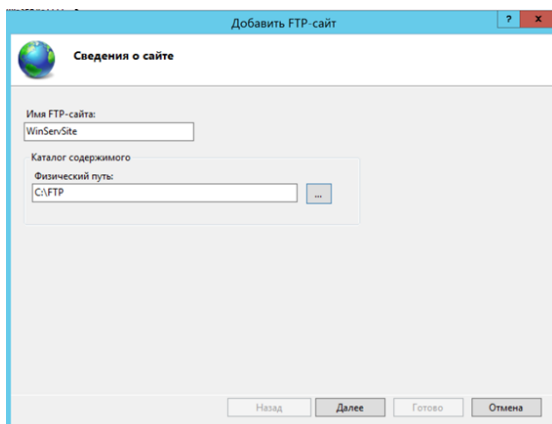 Добавить FTP-сайт
?
x
Сведения о сайте
Имя FTP-сайта:
WinServSite
Каталог содержимого
Физический путь:
C:\FTP
...
Назад
Далее
Готово
Отмена